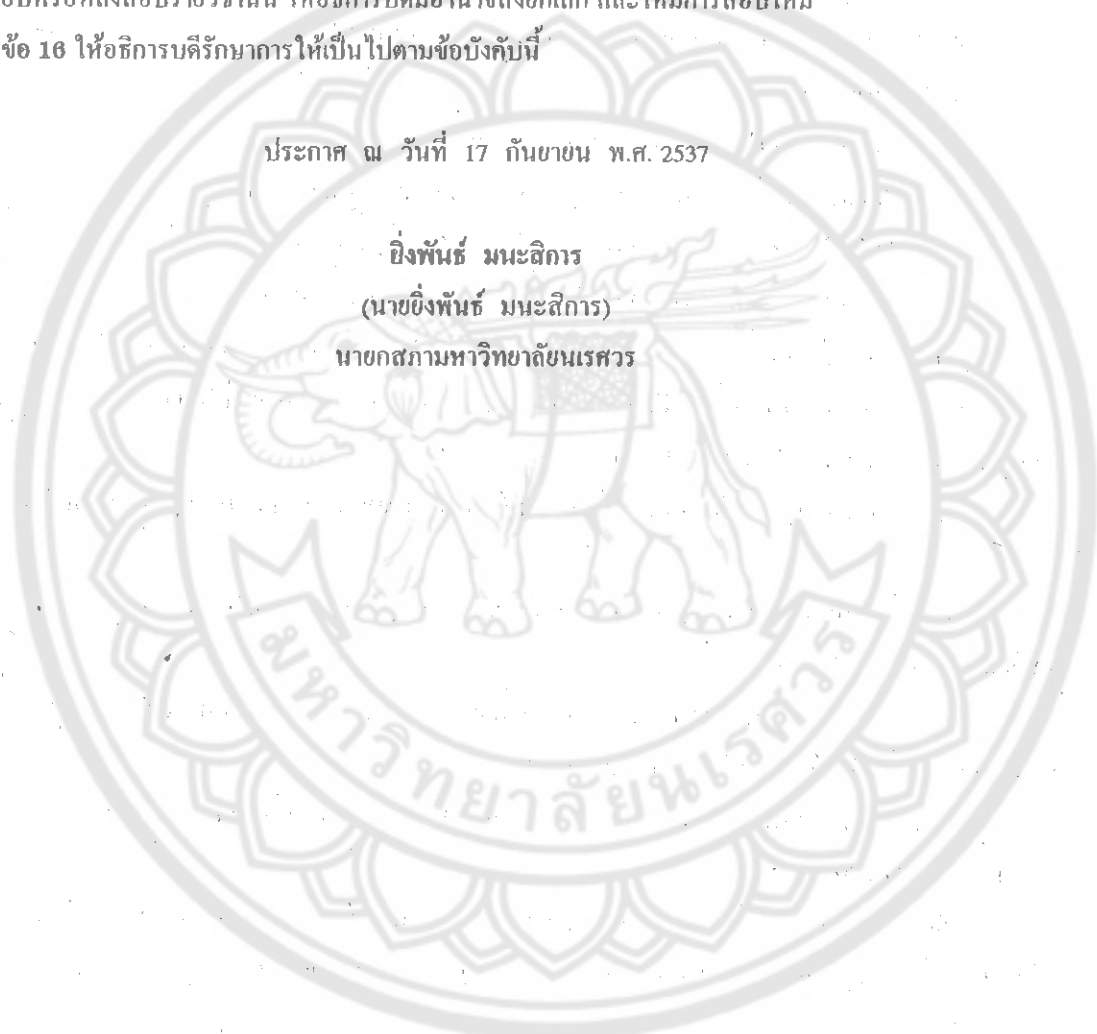 ข้อ 16 ให้อธิการบดีรักษาการให้เป็นไปตามข้อบังคับนี้
ประกาศ ณ วันที่ 17 กันยายน พ.ศ. 2537
ยิ่งพันธ์ มนะสิการ
(นายยิ่งพันธ์ มนะสิการ)
นายกสภามหาวิทยาลัยนเรศวร
มหาวิทยาลัยนเรศวร